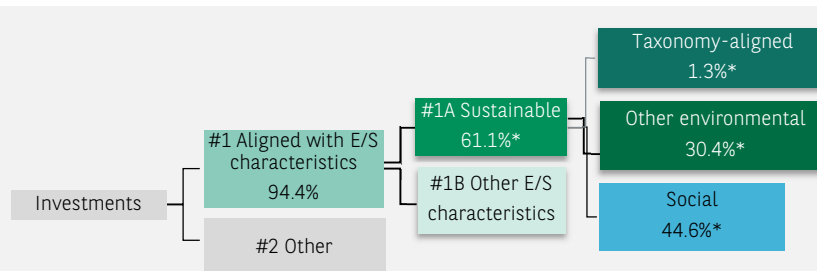 Investments
#1 Aligned with E/S
characteristics
94.4%
#2 Other
#1A Sustainable
61.1%*
#1B Other E/S
characteristics
Taxonomy-aligned
1.3%*
Other environmental
30.4%*
Social
44.6%*